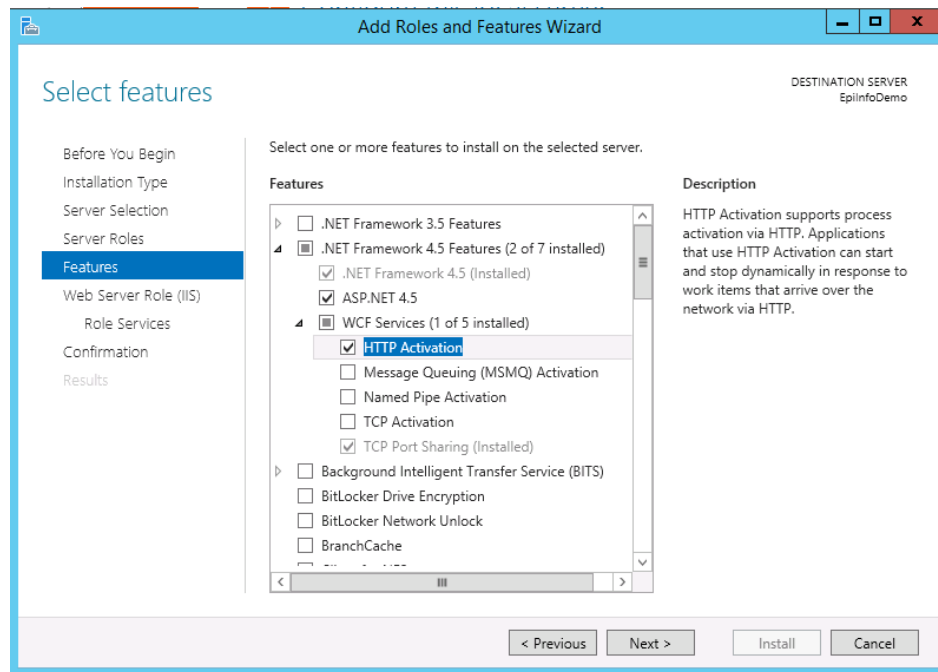 Add Roles and Features Wizard
Select features
DESTINATION SERVER
EpiInfoDemo
Before You Begin
Installation Type
Server Selection
Server Roles
Features
Web Server Role (IIS)
Role Services
Confirmation
Results
Select one or more features to install on the selected server.
Features
.NET Framework 3.5 Features
.NET Framework 4.5 Features (2 of 7 installed)
.NET Framework 4.5 (Installed)
ASP.NET 4.5
WCF Services (1 of 5 installed)
HTTP Activation
Message Queuing (MSMQ) Activation
Named Pipe Activation
TCP Activation
TCP Port Sharing (Installed)
Background Intelligent Transfer Service (BITS)
BitLocker Drive Encryption
BitLocker Network Unlock
BranchCache
Description
HTTP Activation supports process
activation via HTTP. Applications
that use HTTP Activation can start
and stop dynamically in response to
work items that arrive over the
network via HTTP.
< Previous
Next >
Install
Cancel